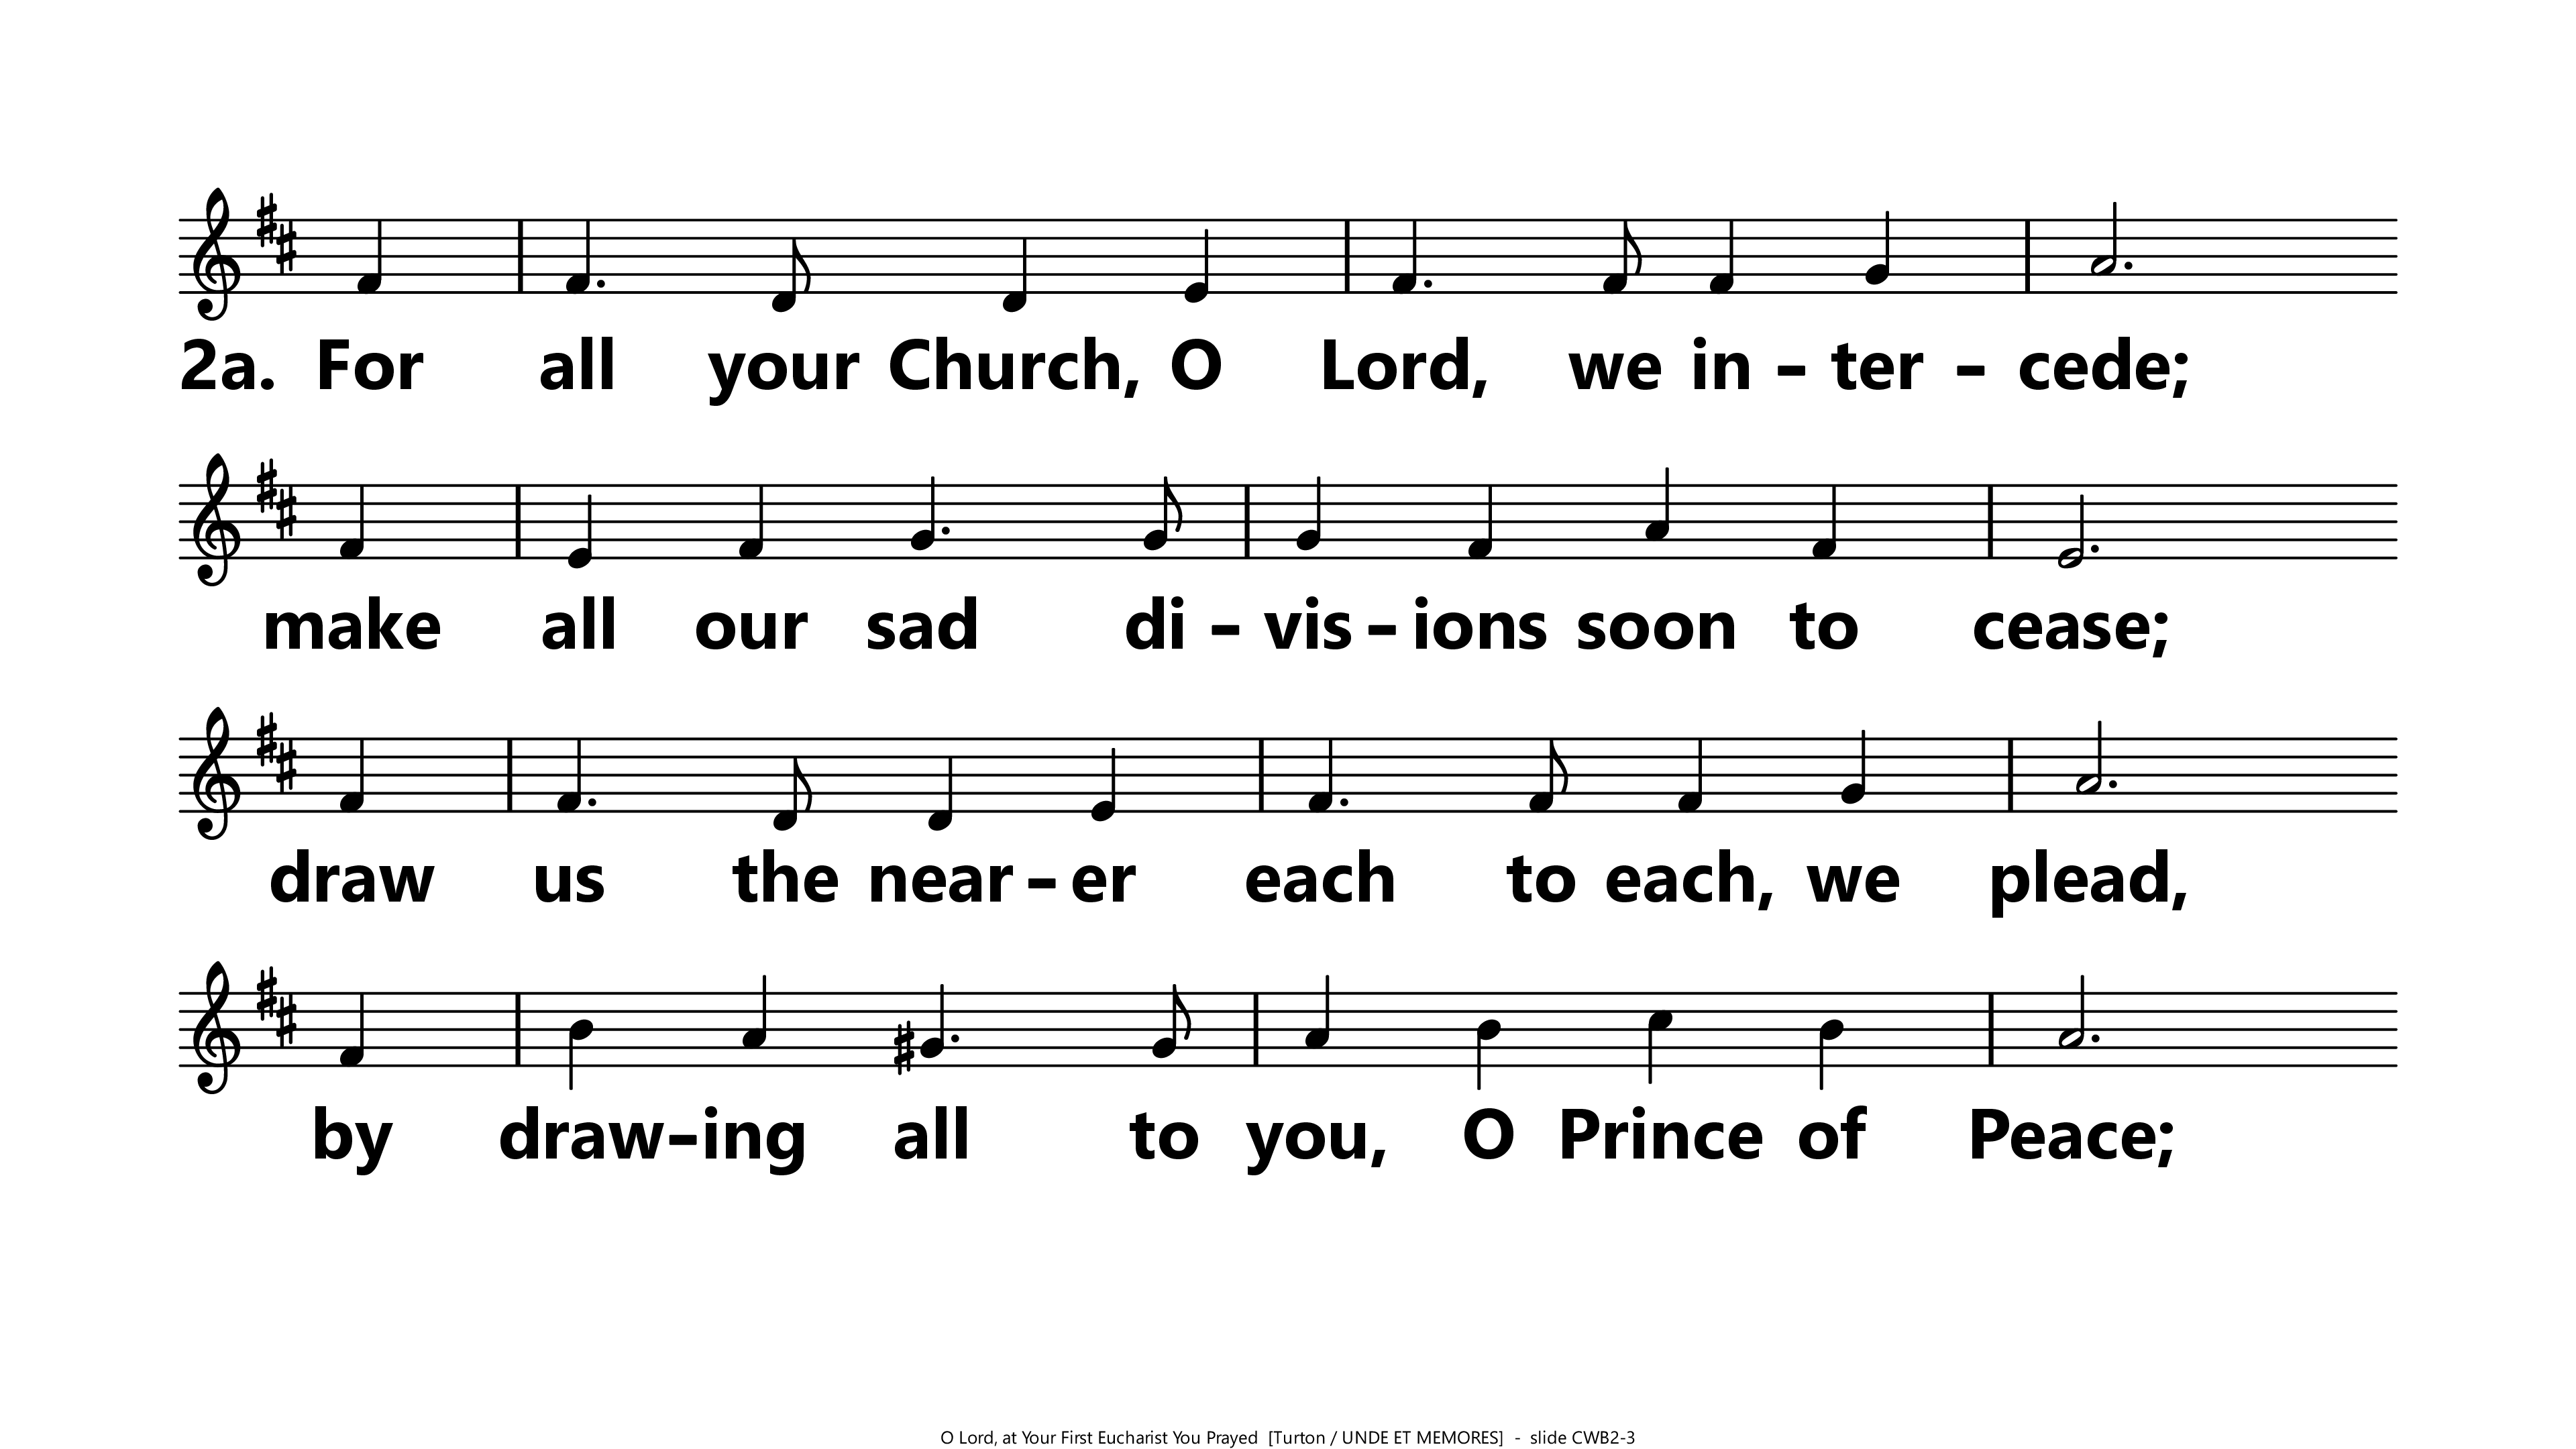 2a. For all your Church, O Lord, we in – ter – cede;
make all our sad di – vis – ions soon to cease;
draw us the near – er each to each, we plead,
by draw–ing all to you, O Prince of Peace;
O Lord, at Your First Eucharist You Prayed [Turton / UNDE ET MEMORES] - slide CWB2-3